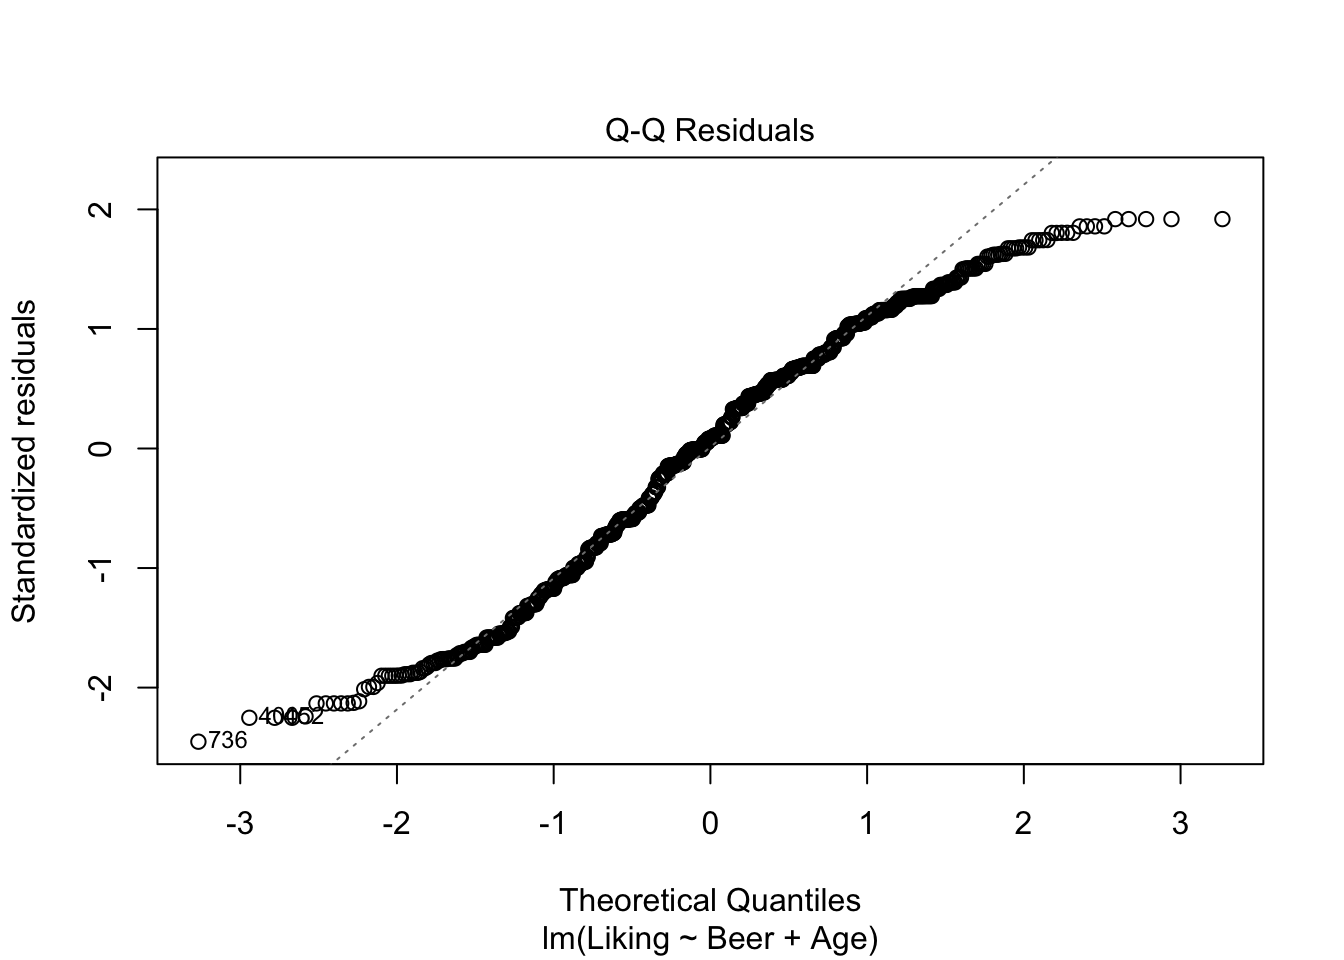 Q-Q Residuals
Standardized residuals
2
1
0
-1
-2
736
-3 -2 -1 0 1 2 3
Theoretical Quantiles
lm(Liking ~ Beer + Age)